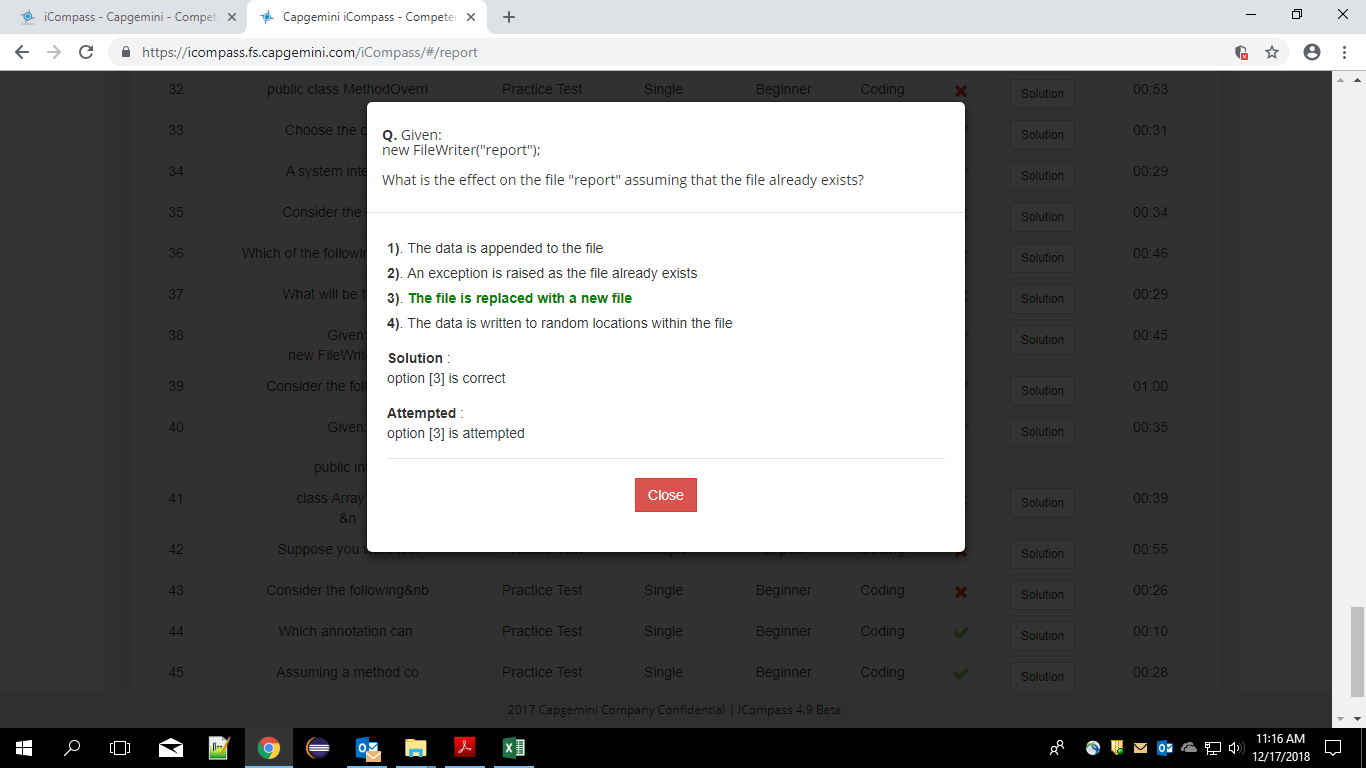 iCompass - Capgemini - Compet
Capgemini iCompass - Competen
https://icompass.fs.capgemini.com/iCompass/#/report
32 public class MethodOverri Practice Test Single Beginner Coding Solution 00:53
33 Choose the Solution 00:31
34 A system inte Solution 00:29
35 Consider the Solution 00:34
36 Which of the followin Solution 00:46
37 What will be t Solution 00:29
38 Given: Solution 00:45
new FileWrit
39 Consider the foll Solution 01:00
40 Given: Solution 00:35
public int
41 class Array Solution 00:39
&n
42 Suppose you Solution 00:55
43 Consider the following&nb Practice Test Single Beginner Coding Solution 00:26
44 Which annotation can Practice Test Single Beginner Coding Solution 00:10
45 Assuming a method co Practice Test Single Beginner Coding Solution 00:28
Q. Given:
new FileWriter("report");
What is the effect on the file "report" assuming that the file already exists?
1). The data is appended to the file
2). An exception is raised as the file already exists
3). The file is replaced with a new file
4). The data is written to random locations within the file
Solution :
option [3] is correct
Attempted :
option [3] is attempted
Close
2017 Capgemini Company Confidential | iCompass 4.9 Beta
11:16 AM
12/17/2018